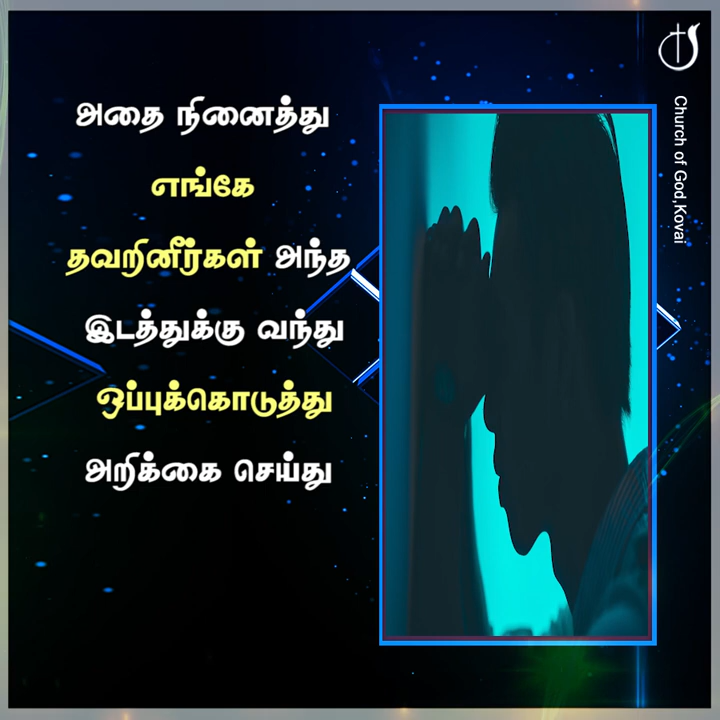 அதை நினைத்து
எங்கே
தவறினீர்கள் அந்த
இடத்துக்கு வந்து
ஒப்புக்கொடுத்து
அறிக்கை செய்து
Church of God,Kovai